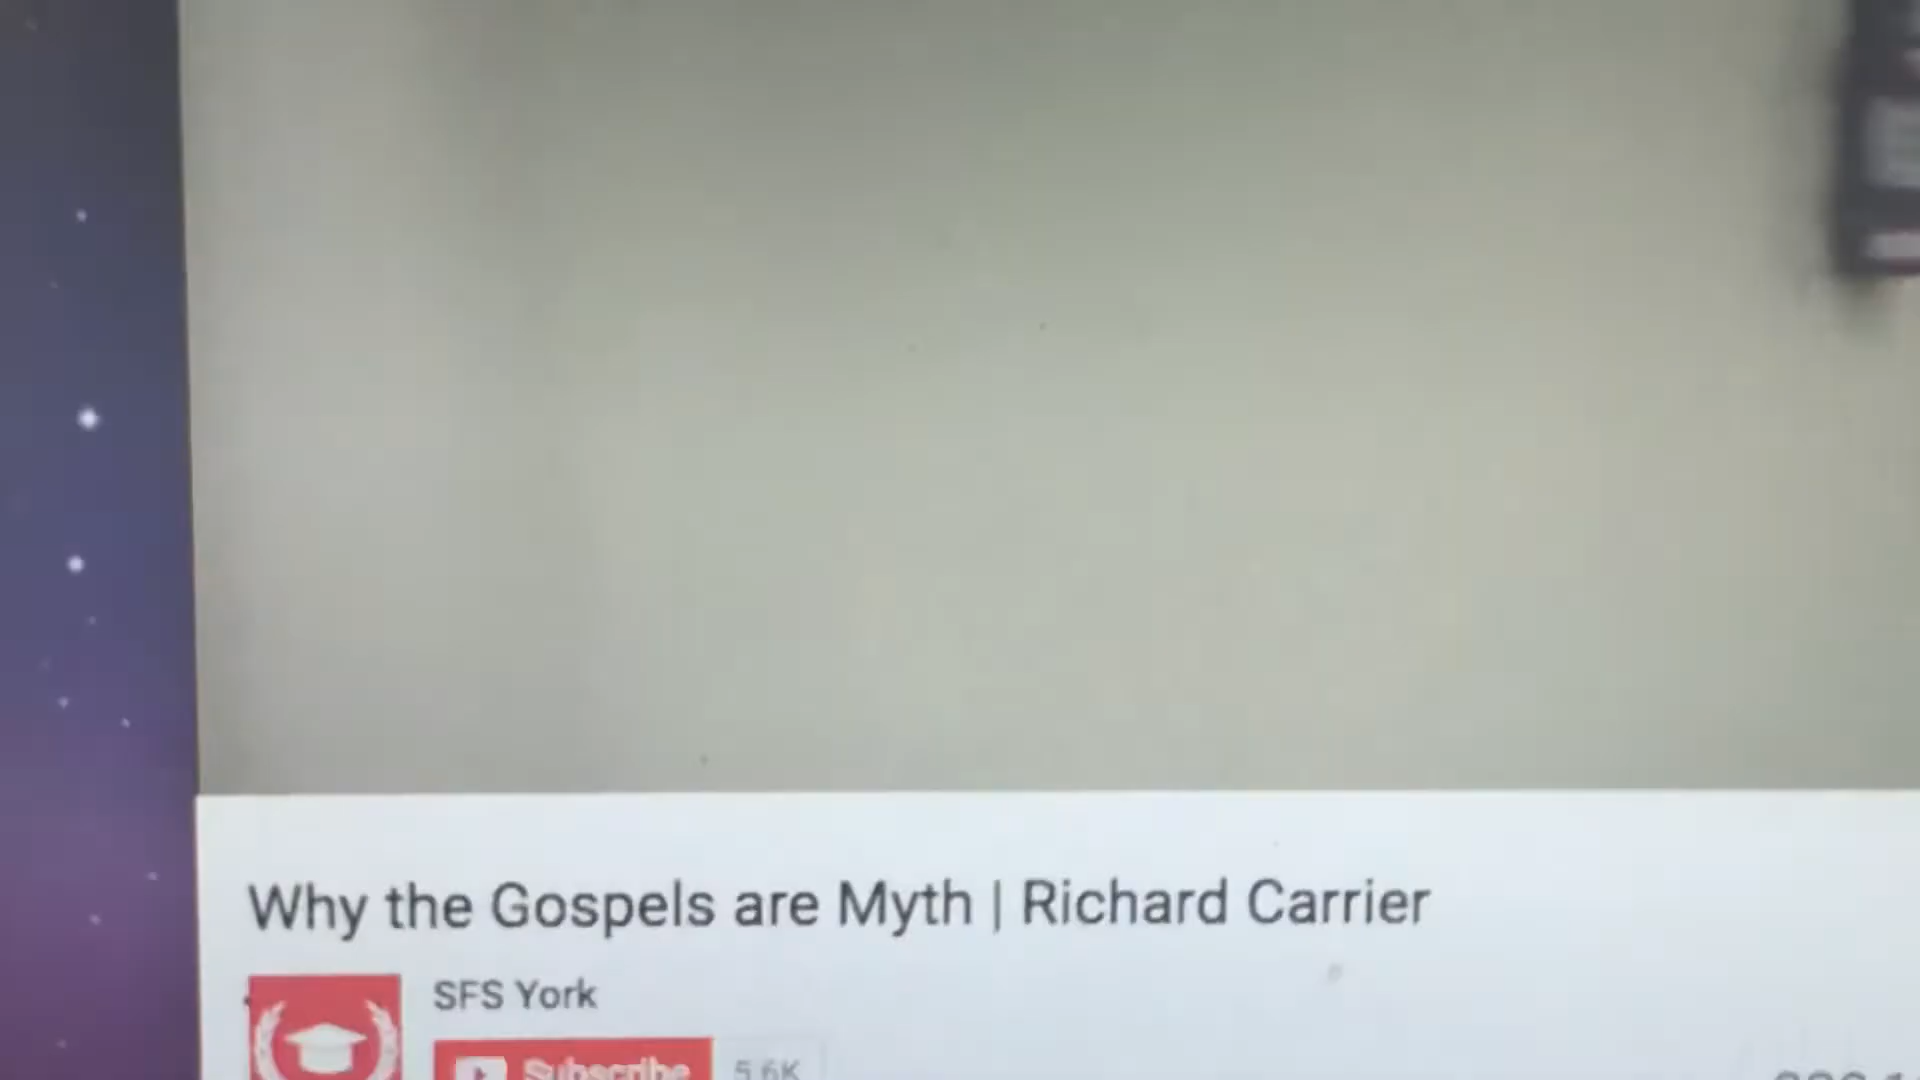 Why the Gospels are Myth | Richard Carrier
SFS York
Subscribe 5.6K